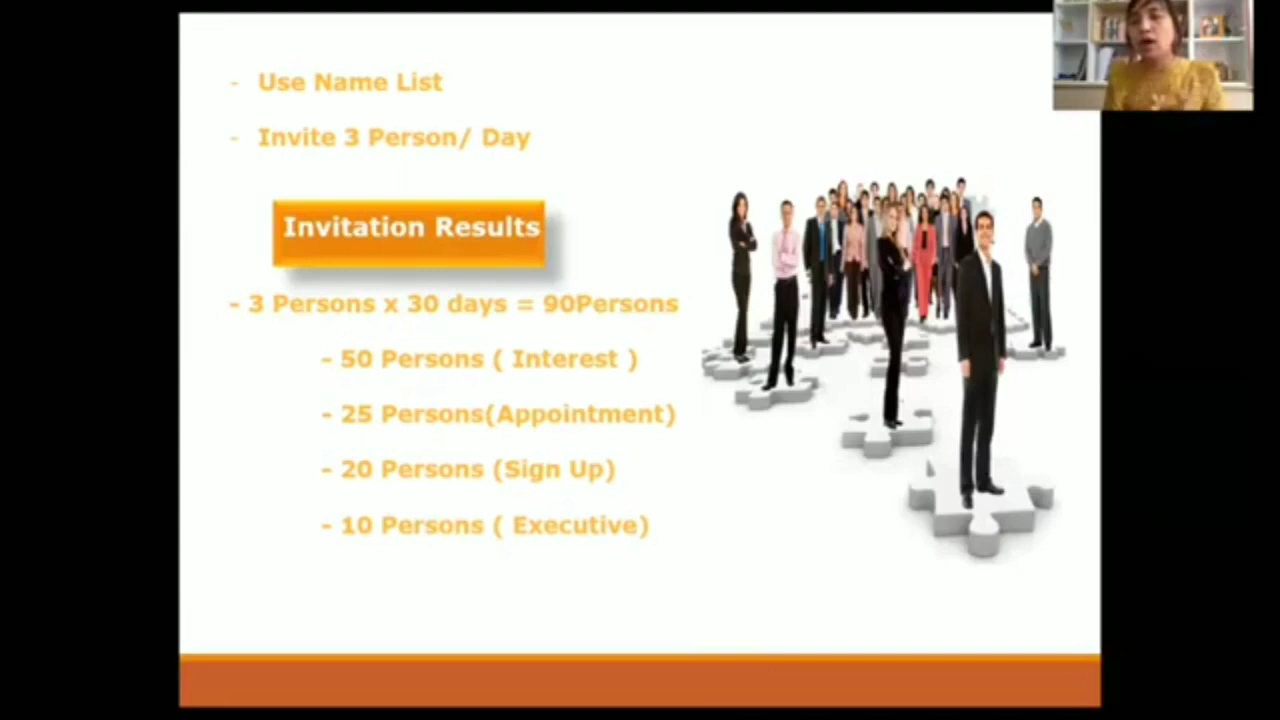 - Use Name List
- Invite 3 Person/ Day
Invitation Results
- 3 Persons x 30 days = 90Persons
- 50 Persons ( Interest )
- 25 Persons(Appointment)
- 20 Persons (Sign Up)
- 10 Persons ( Executive)